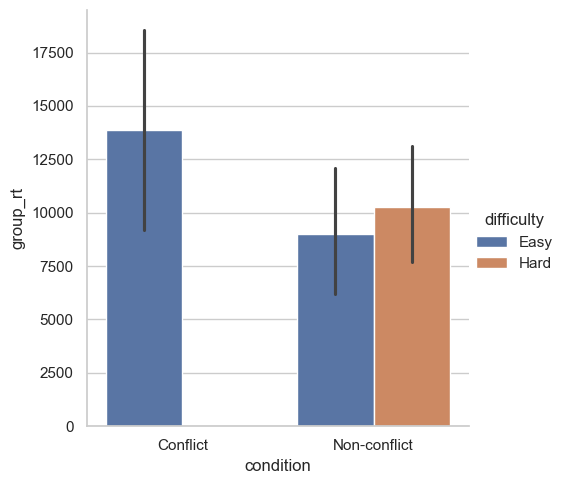 17500
15000
12500
10000
7500
5000
2500
0
group_rt
Conflict
Non-conflict
condition
difficulty
Easy
Hard